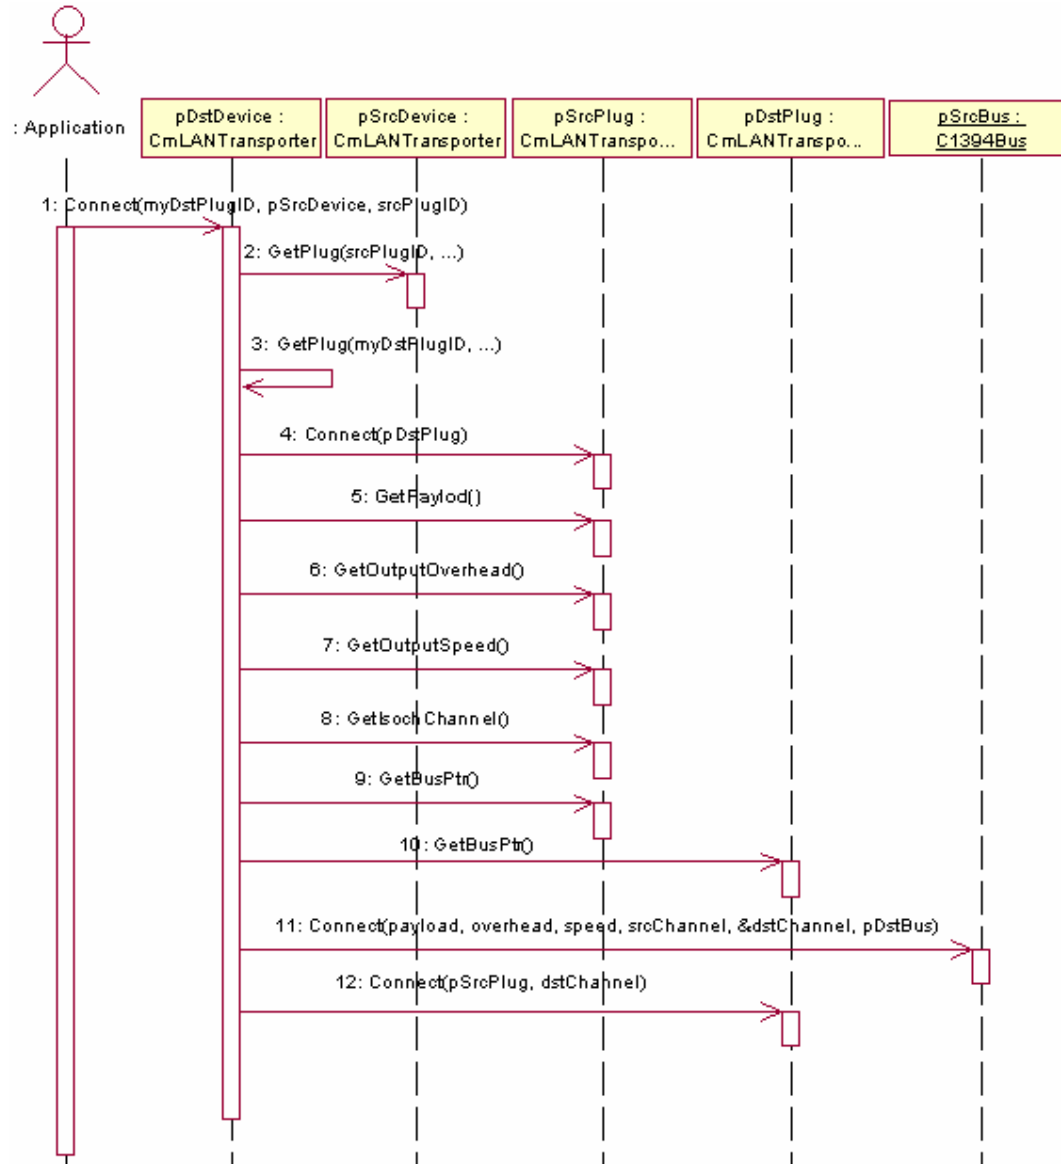 : Application
pDstDevice :
CmLANTransporter
pSrcDevice :
CmLANTransporter
pSrcPlug :
CmLANTranspo...
pDstPlug :
CmLANTranspo...
pSrcBus :
C1394Bus
1: Connect(myDstPlugID, pSrcDevice, srcPlugID)
2: GetPlug(srcPlugID, ...)
3: GetPlug(myDstPlugID, ...)
4: Connect(pDstPlug)
5: GetPaylod()
6: GetOutputOverhead()
7: GetOutputSpeed()
8: GetIsochChannel()
9: GetBusPtr()
10: GetBusPtr()
11: Connect(payload, overhead, speed, srcChannel, &dstChannel, pDstBus)
12: Connect(pSrcPlug, dstChannel)